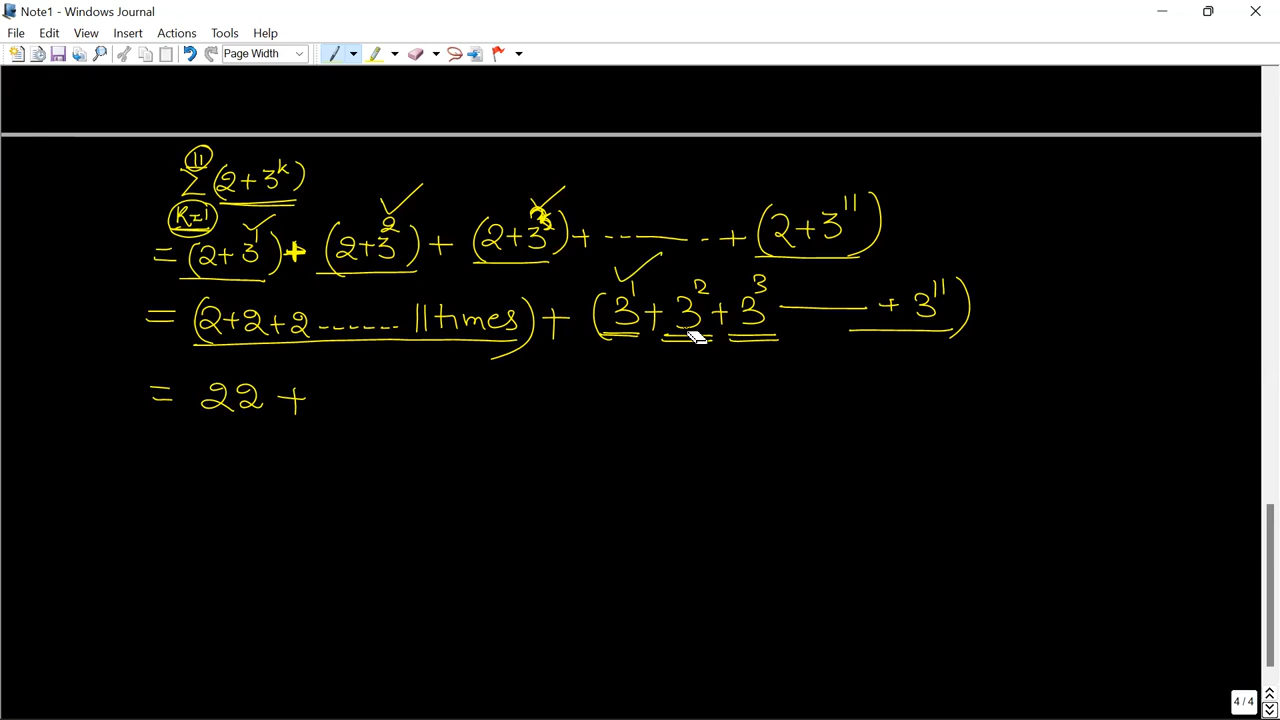 Note1 - Windows Journal
File Edit View Insert Actions Tools Help
Page Width
11
Σ (2+3^k)
K=1
= (2+3^1) + (2+3^2) + (2+3^3) + ------- + (2+3^11)
= (2+2+2 ------- 11 times) + (3^1 + 3^2 + 3^3 ——— + 3^11)
= 22 +
4 / 4